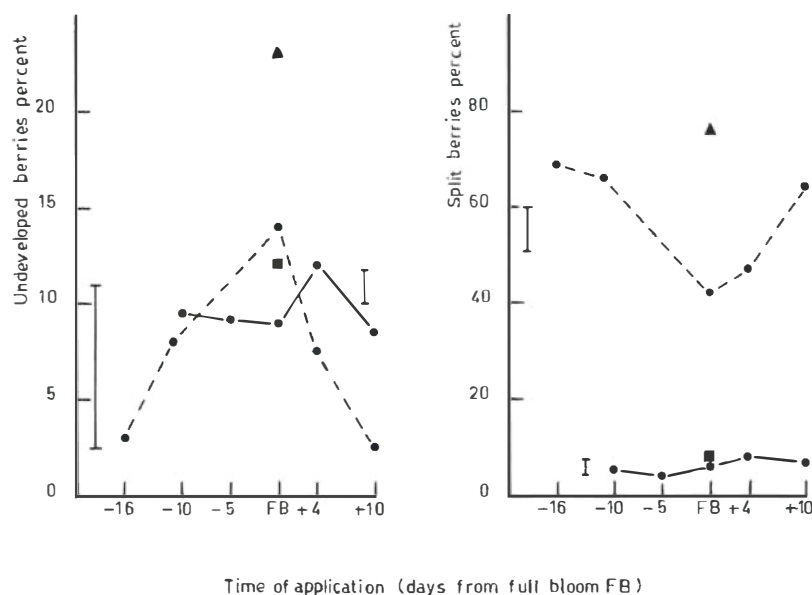 Undeveloped berries percent
20
15
10
5
0
-16 -10 -5 FB +4 +10
Split berries percent
80
60
40
20
0
-16 -10 -5 FB +4 +10
Time of application (days from full bloom FB)